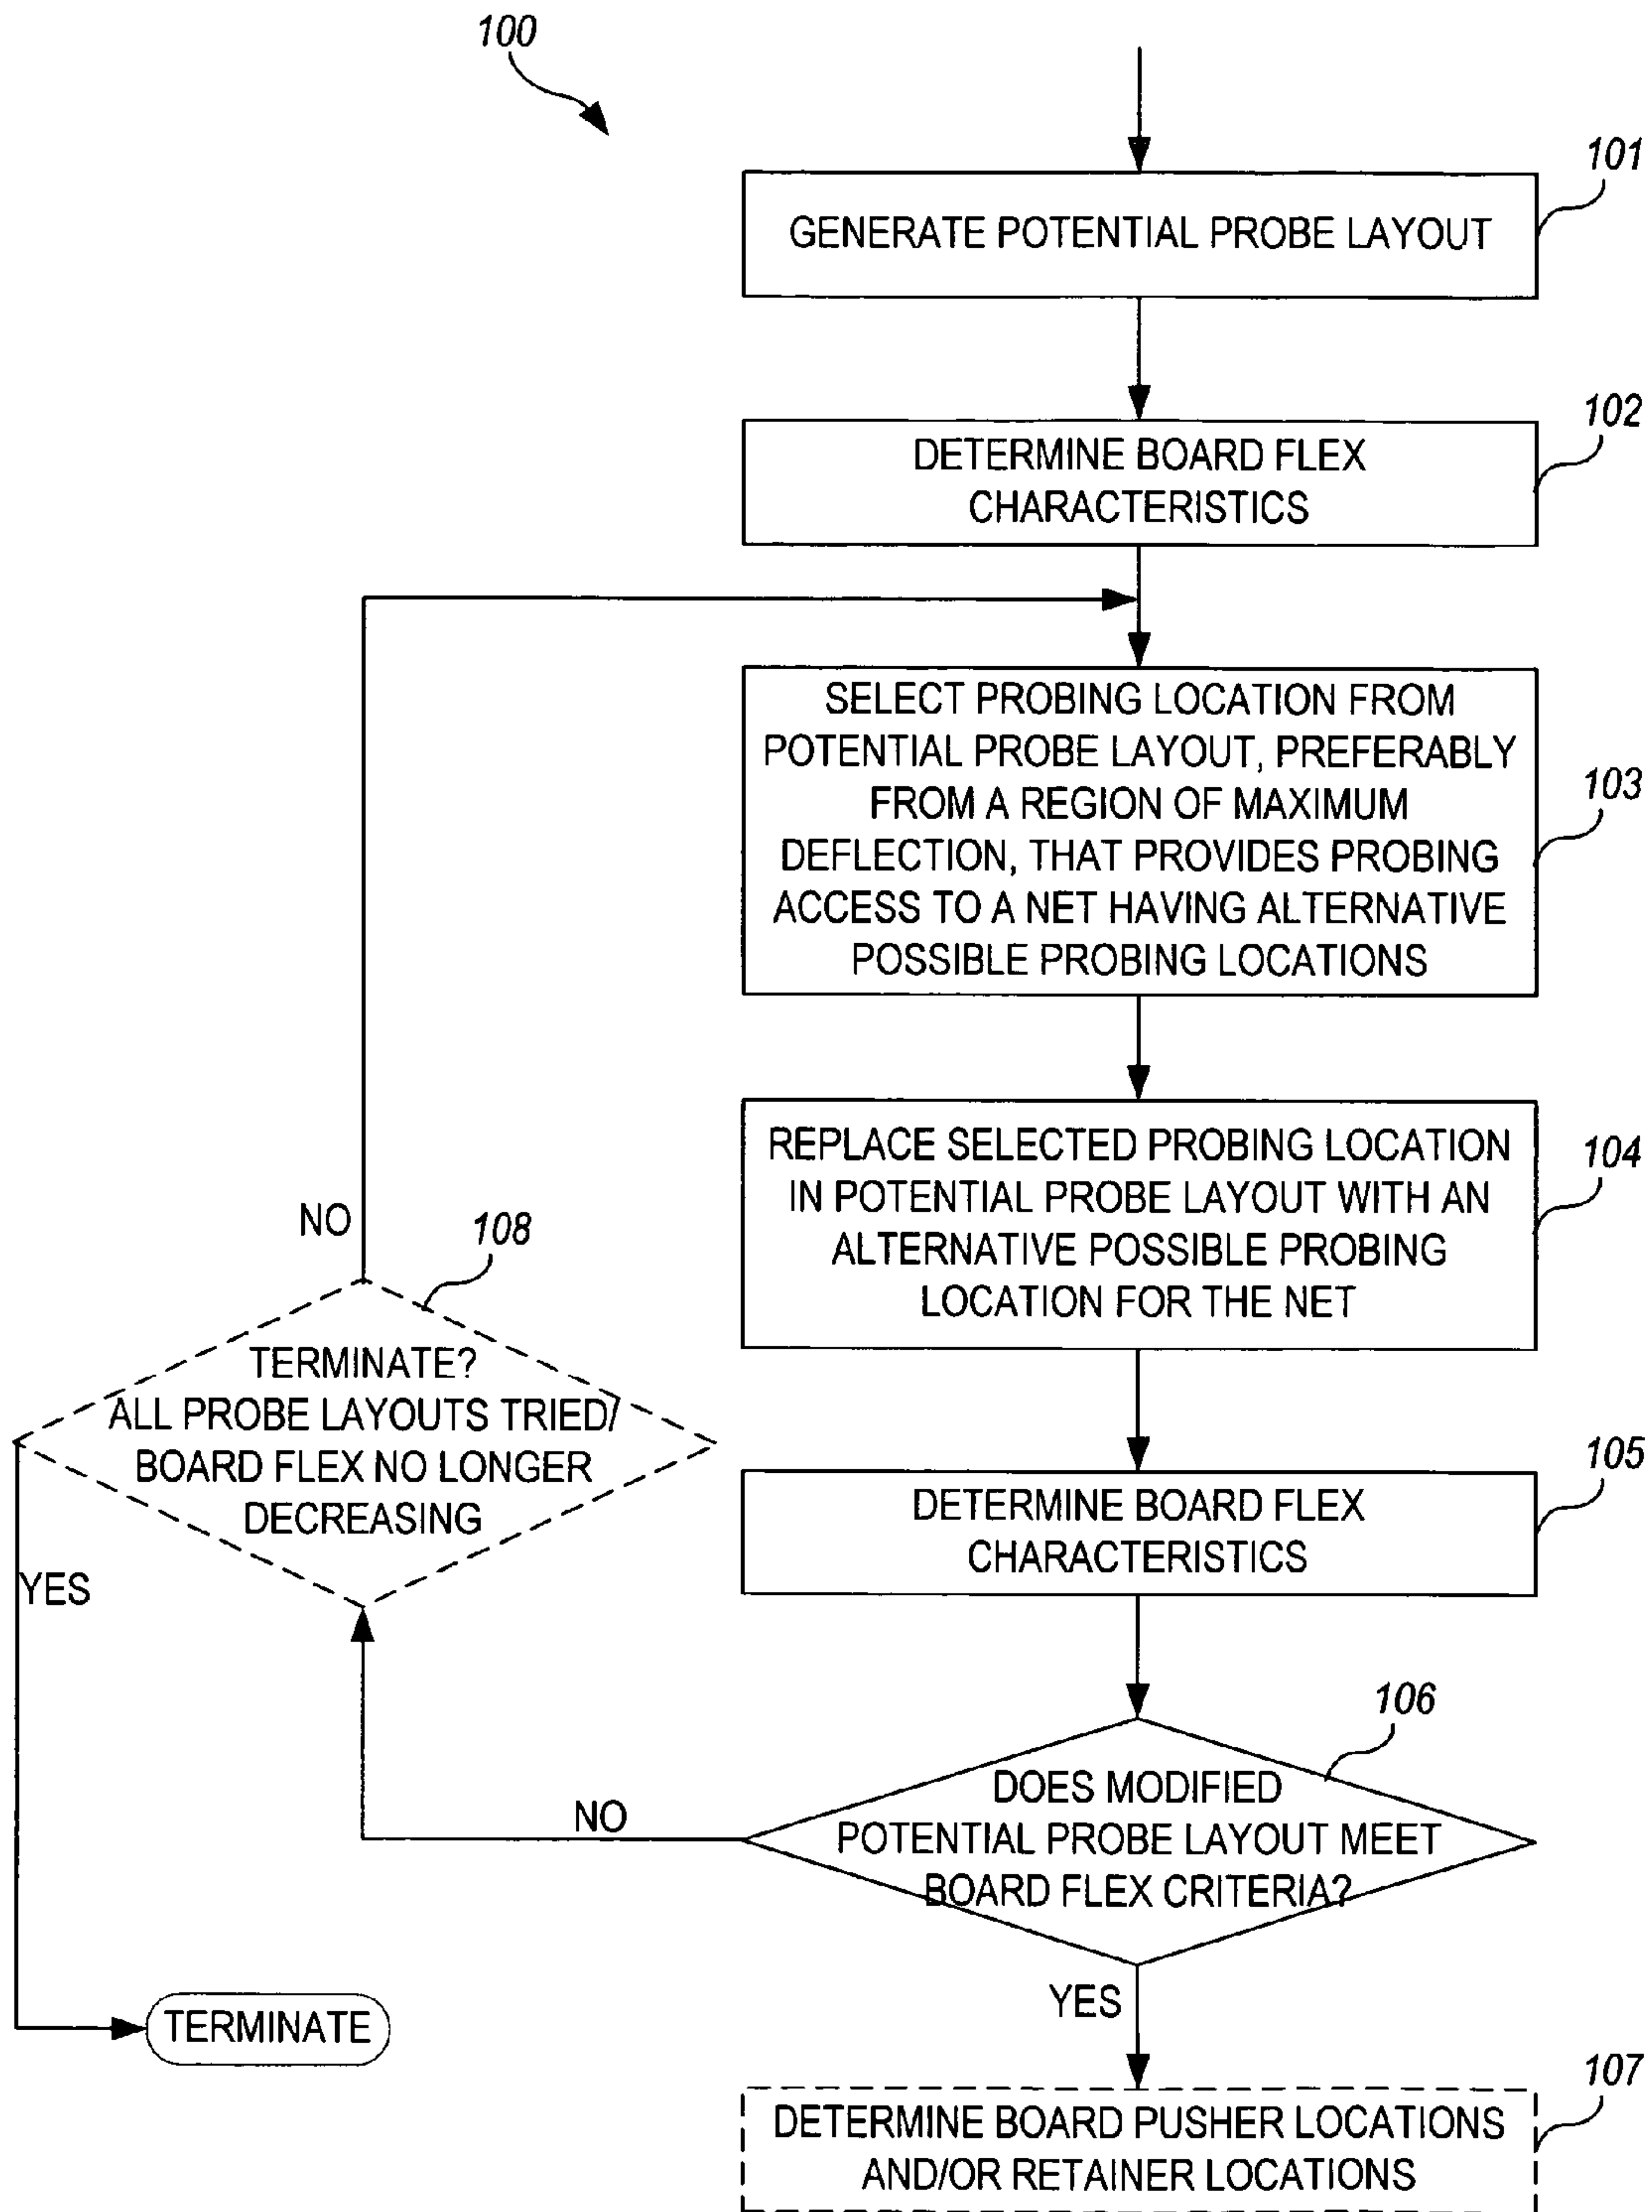 100
101
GENERATE POTENTIAL PROBE LAYOUT
102
DETERMINE BOARD FLEX
CHARACTERISTICS
103
SELECT PROBING LOCATION FROM
POTENTIAL PROBE LAYOUT, PREFERABLY
FROM A REGION OF MAXIMUM
DEFLECTION, THAT PROVIDES PROBING
ACCESS TO A NET HAVING ALTERNATIVE
POSSIBLE PROBING LOCATIONS
104
REPLACE SELECTED PROBING LOCATION
IN POTENTIAL PROBE LAYOUT WITH AN
ALTERNATIVE POSSIBLE PROBING
LOCATION FOR THE NET
NO
108
TERMINATE?
ALL PROBE LAYOUTS TRIED/
BOARD FLEX NO LONGER
DECREASING
YES
105
DETERMINE BOARD FLEX
CHARACTERISTICS
106
DOES MODIFIED
POTENTIAL PROBE LAYOUT MEET
BOARD FLEX CRITERIA?
NO
YES
TERMINATE
107
DETERMINE BOARD PUSHER LOCATIONS
AND/OR RETAINER LOCATIONS